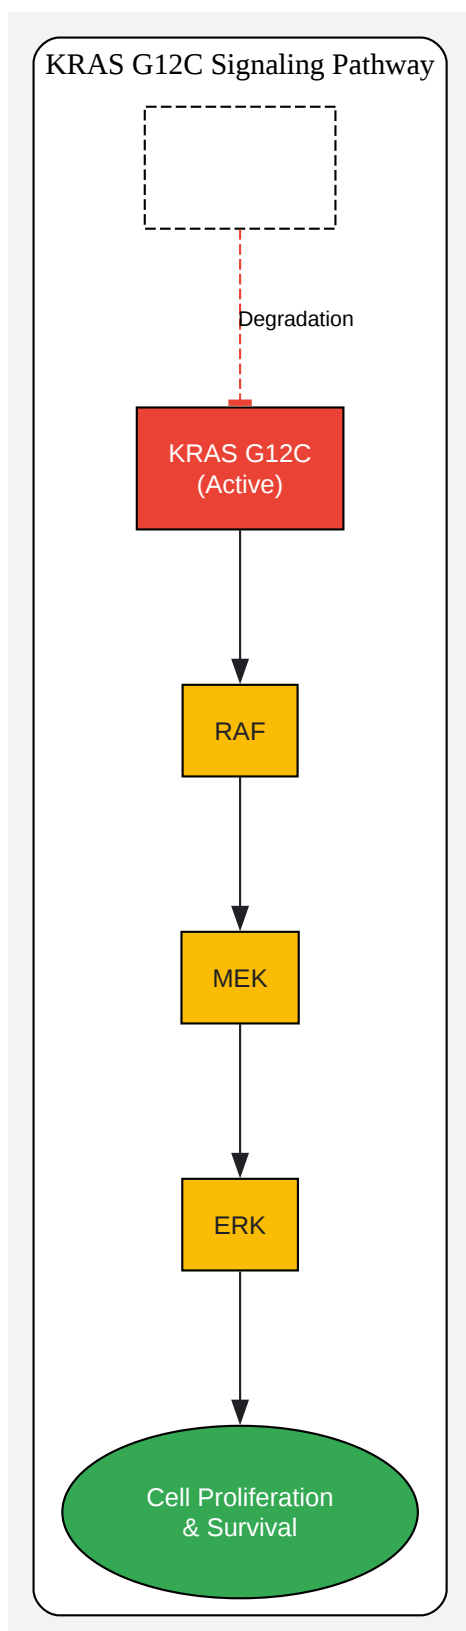 KRAS G12C Signaling Pathway
Degradation
KRAS G12C
(Active)
RAF
MEK
ERK
Cell Proliferation
& Survival